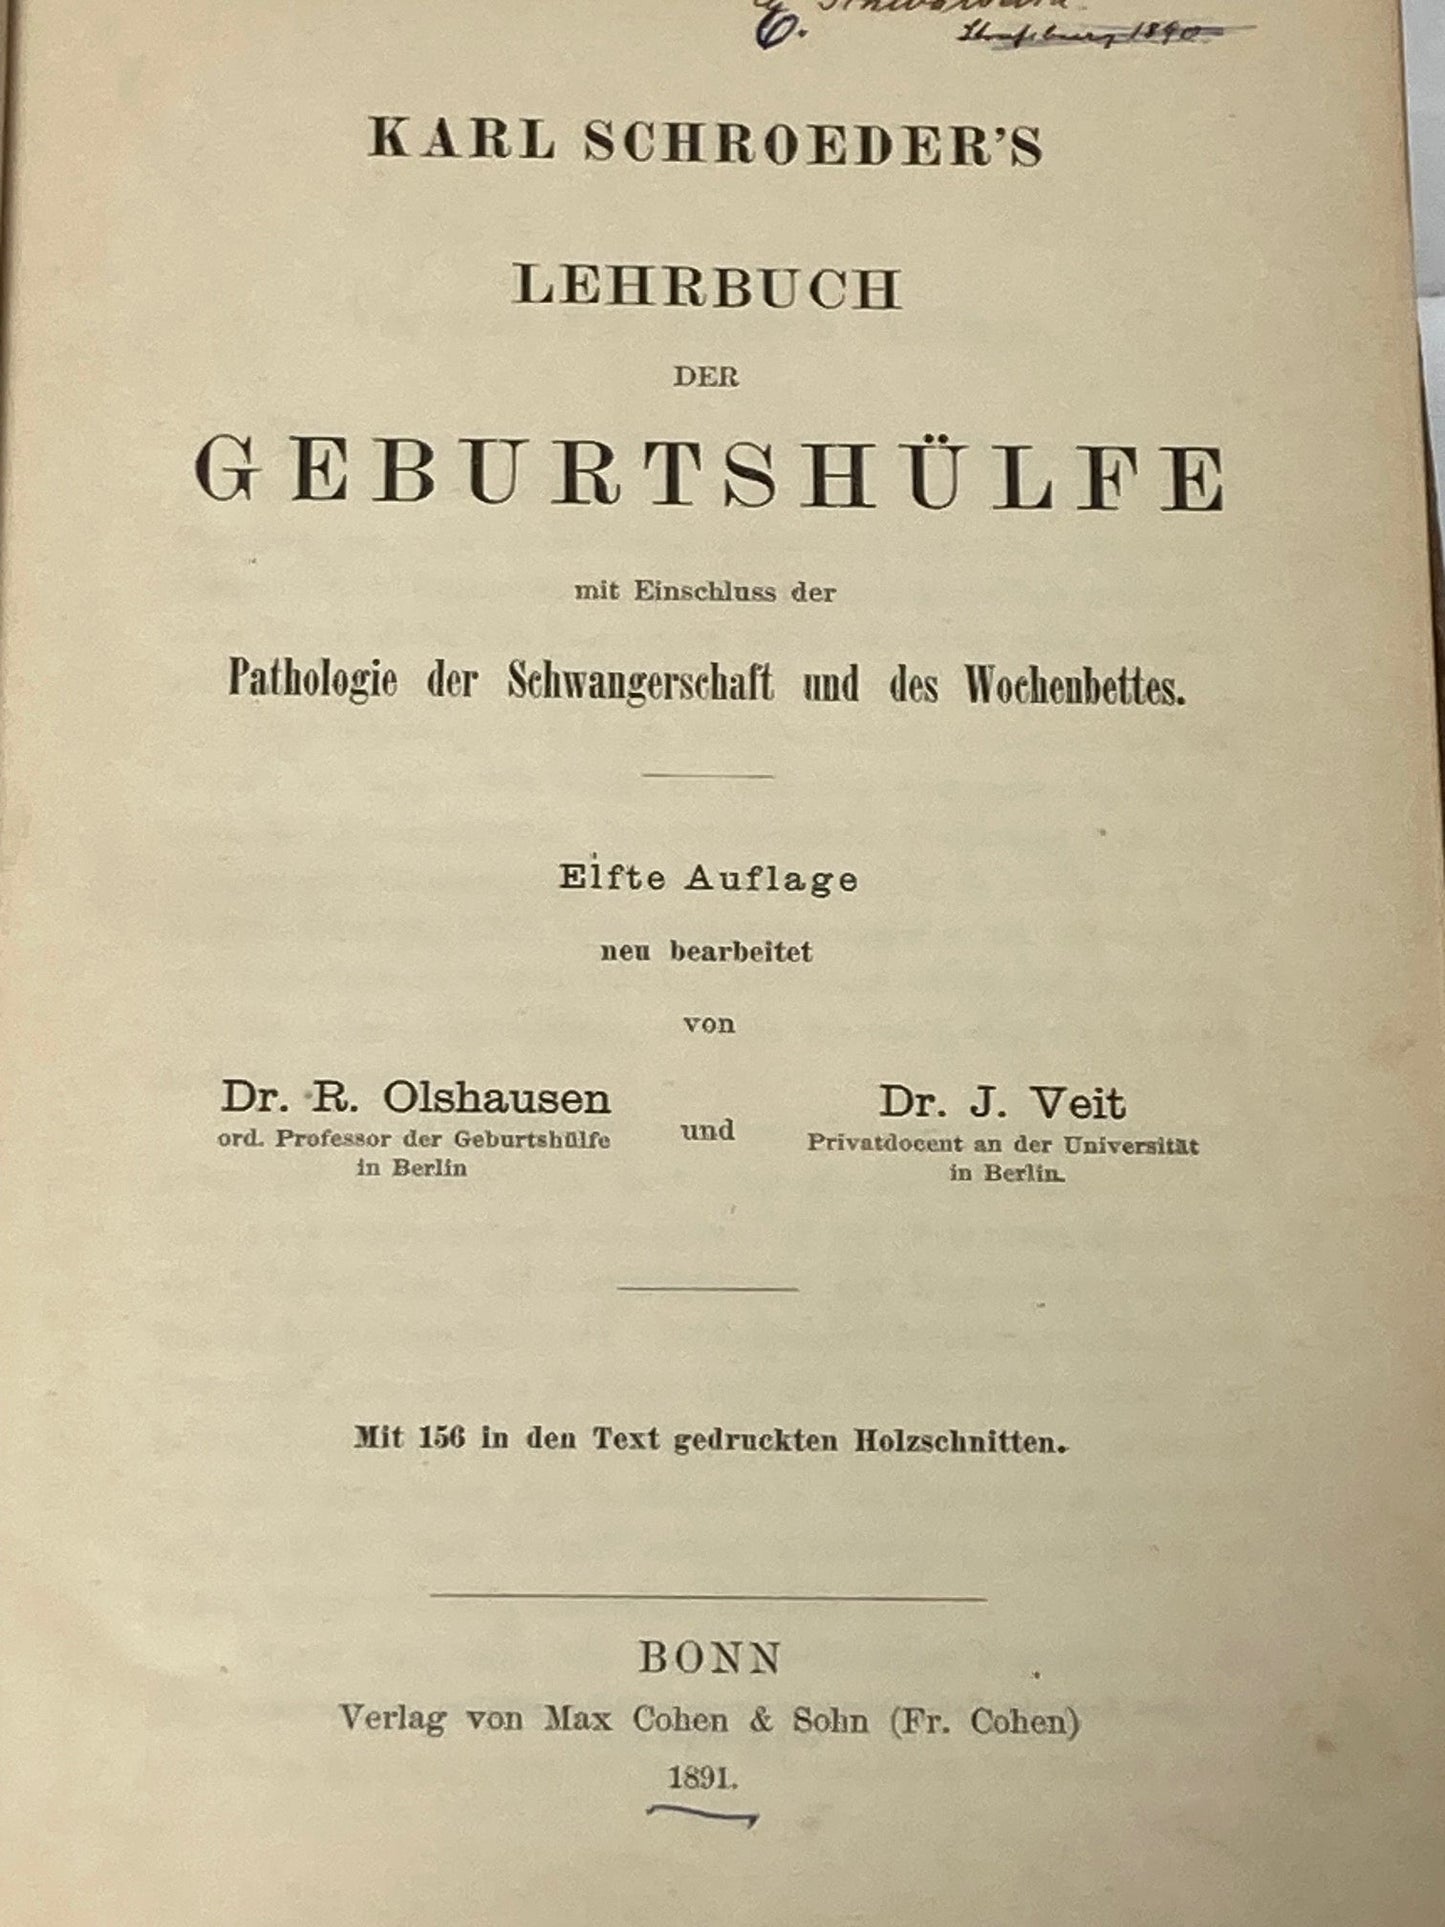 Strassburg 1890
KARL SCHROEDER'S
LEHRBUCH
DER
GEBURTSHÜLFE
mit Einschluss der
Pathologie der Schwangerschaft und des Wochenbettes.
Elfte Auflage
neu bearbeitet
von
Dr. R. Olshausen
ord. Professor der Geburtshülfe
in Berlin
und
Dr. J. Veit
Privatdocent an der Universität
in Berlin.
Mit 156 in den Text gedruckten Holzschnitten.
BONN
Verlag von Max Cohen & Sohn (Fr. Cohen)
1891.